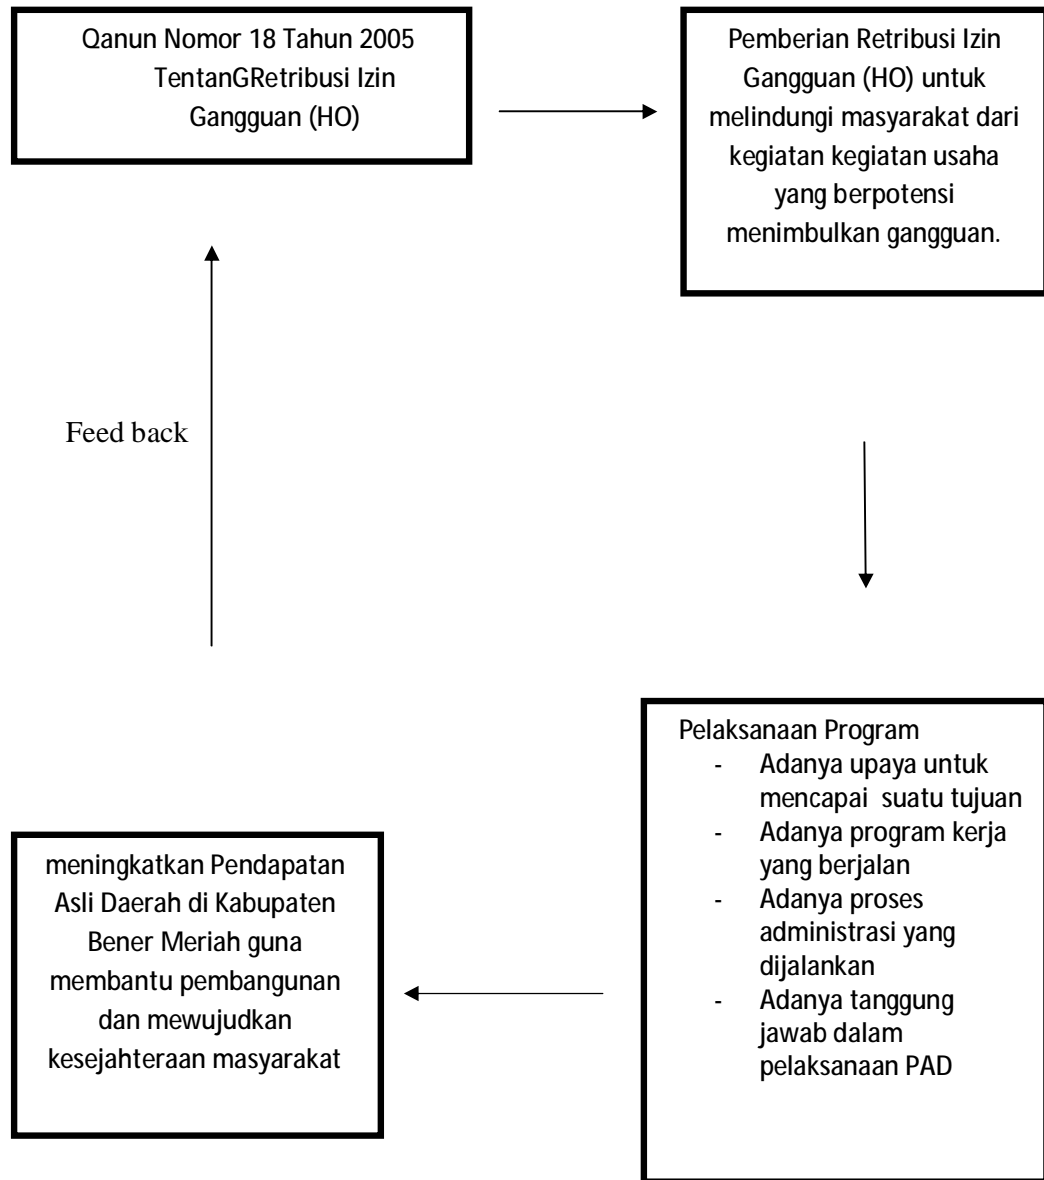 Qanun Nomor 18 Tahun 2005
TentanGRetribusi Izin
Gangguan (HO)
Pemberian Retribusi Izin
Gangguan (HO) untuk
melindungi masyarakat dari
kegiatan kegiatan usaha
yang berpotensi
menimbulkan gangguan.
Feed back
Pelaksanaan Program
- Adanya upaya untuk
mencapai suatu tujuan
- Adanya program kerja
yang berjalan
- Adanya proses
administrasi yang
dijalankan
- Adanya tanggung
jawab dalam
pelaksanaan PAD
meningkatkan Pendapatan
Asli Daerah di Kabupaten
Bener Meriah guna
membantu pembangunan
dan mewujudkan
kesejahteraan masyarakat